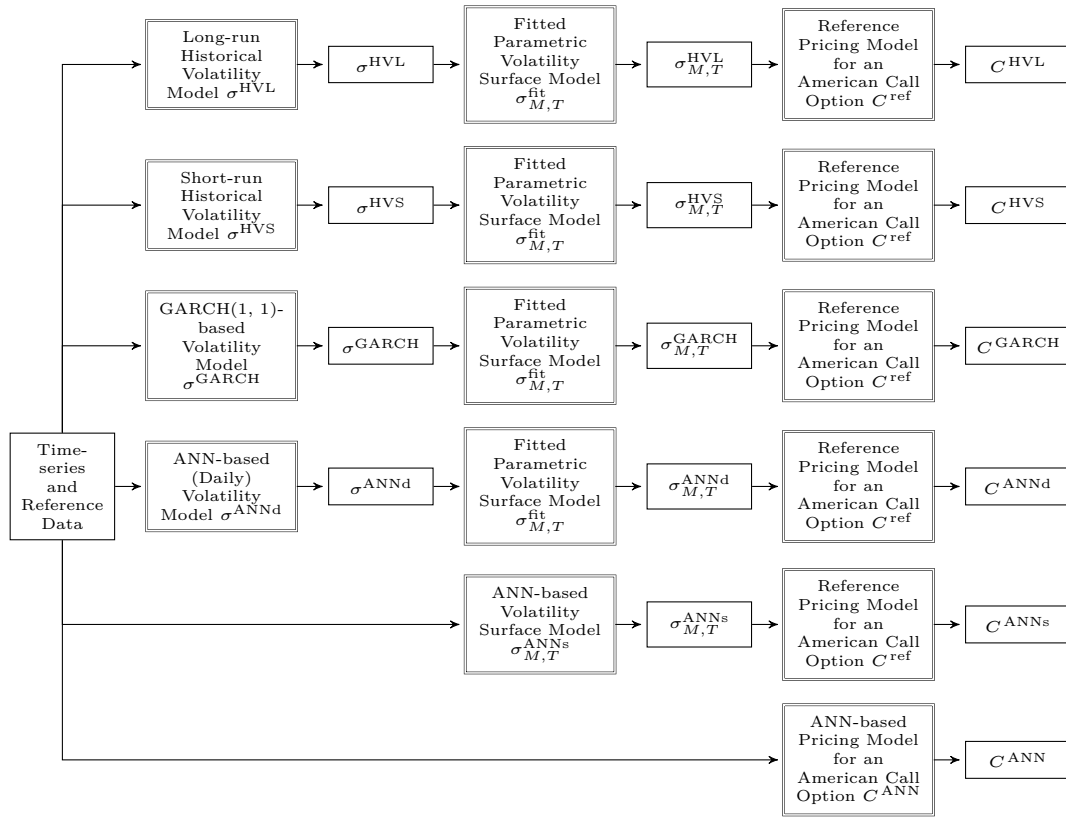 Long-run
Historical
Volatility
Model σ^HVL
σ^HVL
Fitted
Parametric
Volatility
Surface Model
σ^fit_M,T
σ^HVL_M,T
Reference
Pricing Model
for an
American Call
Option C^ref
C^HVL
Short-run
Historical
Volatility
Model σ^HVS
σ^HVS
Fitted
Parametric
Volatility
Surface Model
σ^fit_M,T
σ^HVS_M,T
Reference
Pricing Model
for an
American Call
Option C^ref
C^HVS
GARCH(1, 1)-
based
Volatility
Model
σ^GARCH
σ^GARCH
Fitted
Parametric
Volatility
Surface Model
σ^fit_M,T
σ^GARCH_M,T
Reference
Pricing Model
for an
American Call
Option C^ref
C^GARCH
Time-
series
and
Reference
Data
ANN-based
(Daily)
Volatility
Model σ^ANNd
σ^ANNd
Fitted
Parametric
Volatility
Surface Model
σ^fit_M,T
σ^ANNd_M,T
Reference
Pricing Model
for an
American Call
Option C^ref
C^ANNd
ANN-based
Volatility
Surface Model
σ^ANNs_M,T
σ^ANNs_M,T
Reference
Pricing Model
for an
American Call
Option C^ref
C^ANNs
ANN-based
Pricing Model
for an
American Call
Option C^ANN
C^ANN